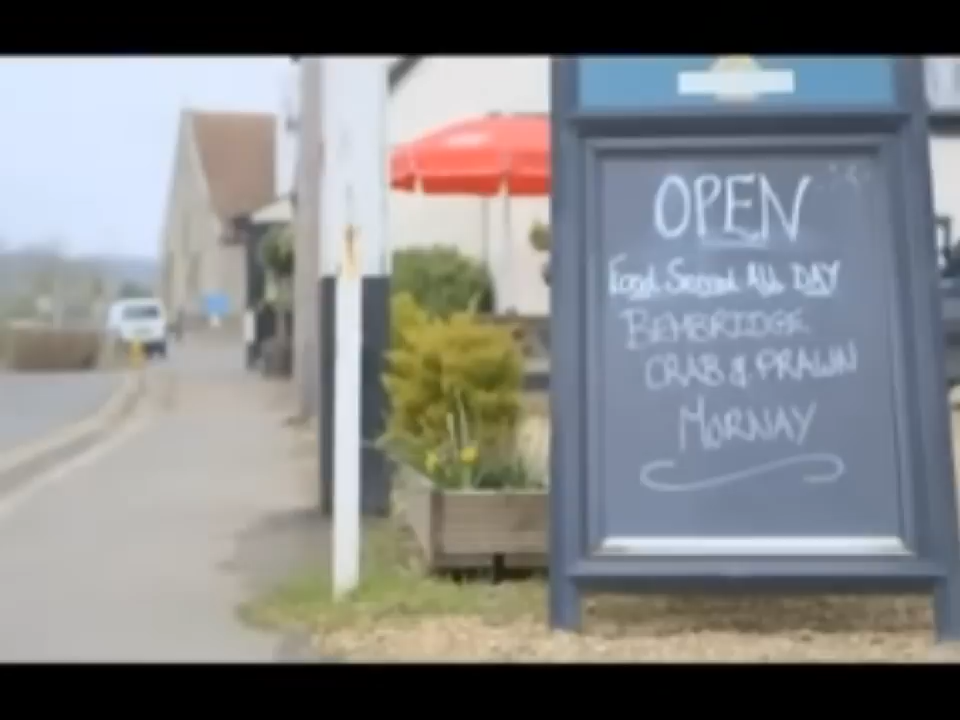 OPEN
Food Served All DAY
BEMBRIDGE
CRAB & PRAWN
MORNAY